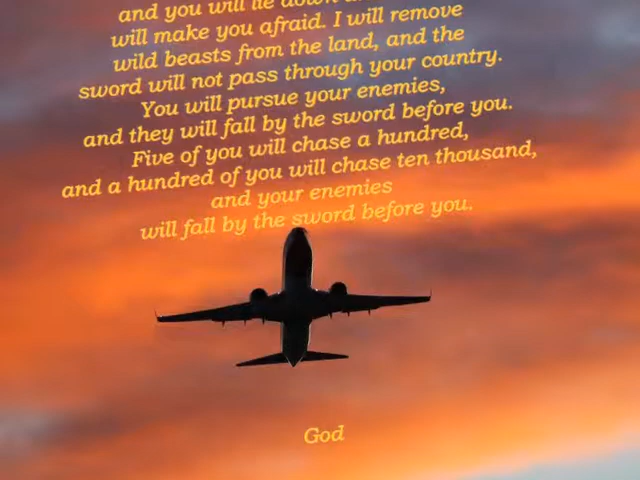 and you will lie down
will make you afraid. I will remove
wild beasts from the land, and the
sword will not pass through your country.
You will pursue your enemies,
and they will fall by the sword before you.
Five of you will chase a hundred,
and a hundred of you will chase ten thousand,
and your enemies
will fall by the sword before you.
God